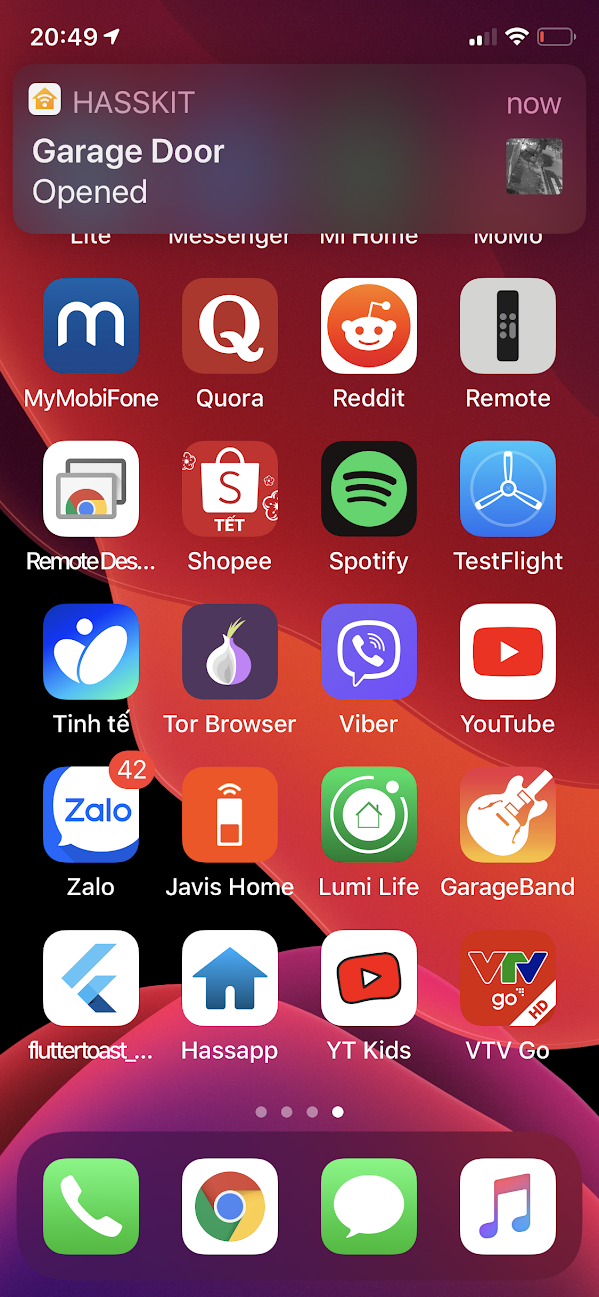 20:49
HASSKIT
now
Garage Door
Opened
Lite Messenger Mi Home MoMo
m
MyMobiFone Quora Reddit Remote
S
TẾT
Remote Des... Shopee Spotify TestFlight
Tinh tế Tor Browser Viber YouTube
42
Zalo
Zalo Javis Home Lumi Life GarageBand
VTV
go
HD
fluttertoast_... Hassapp YT Kids VTV Go